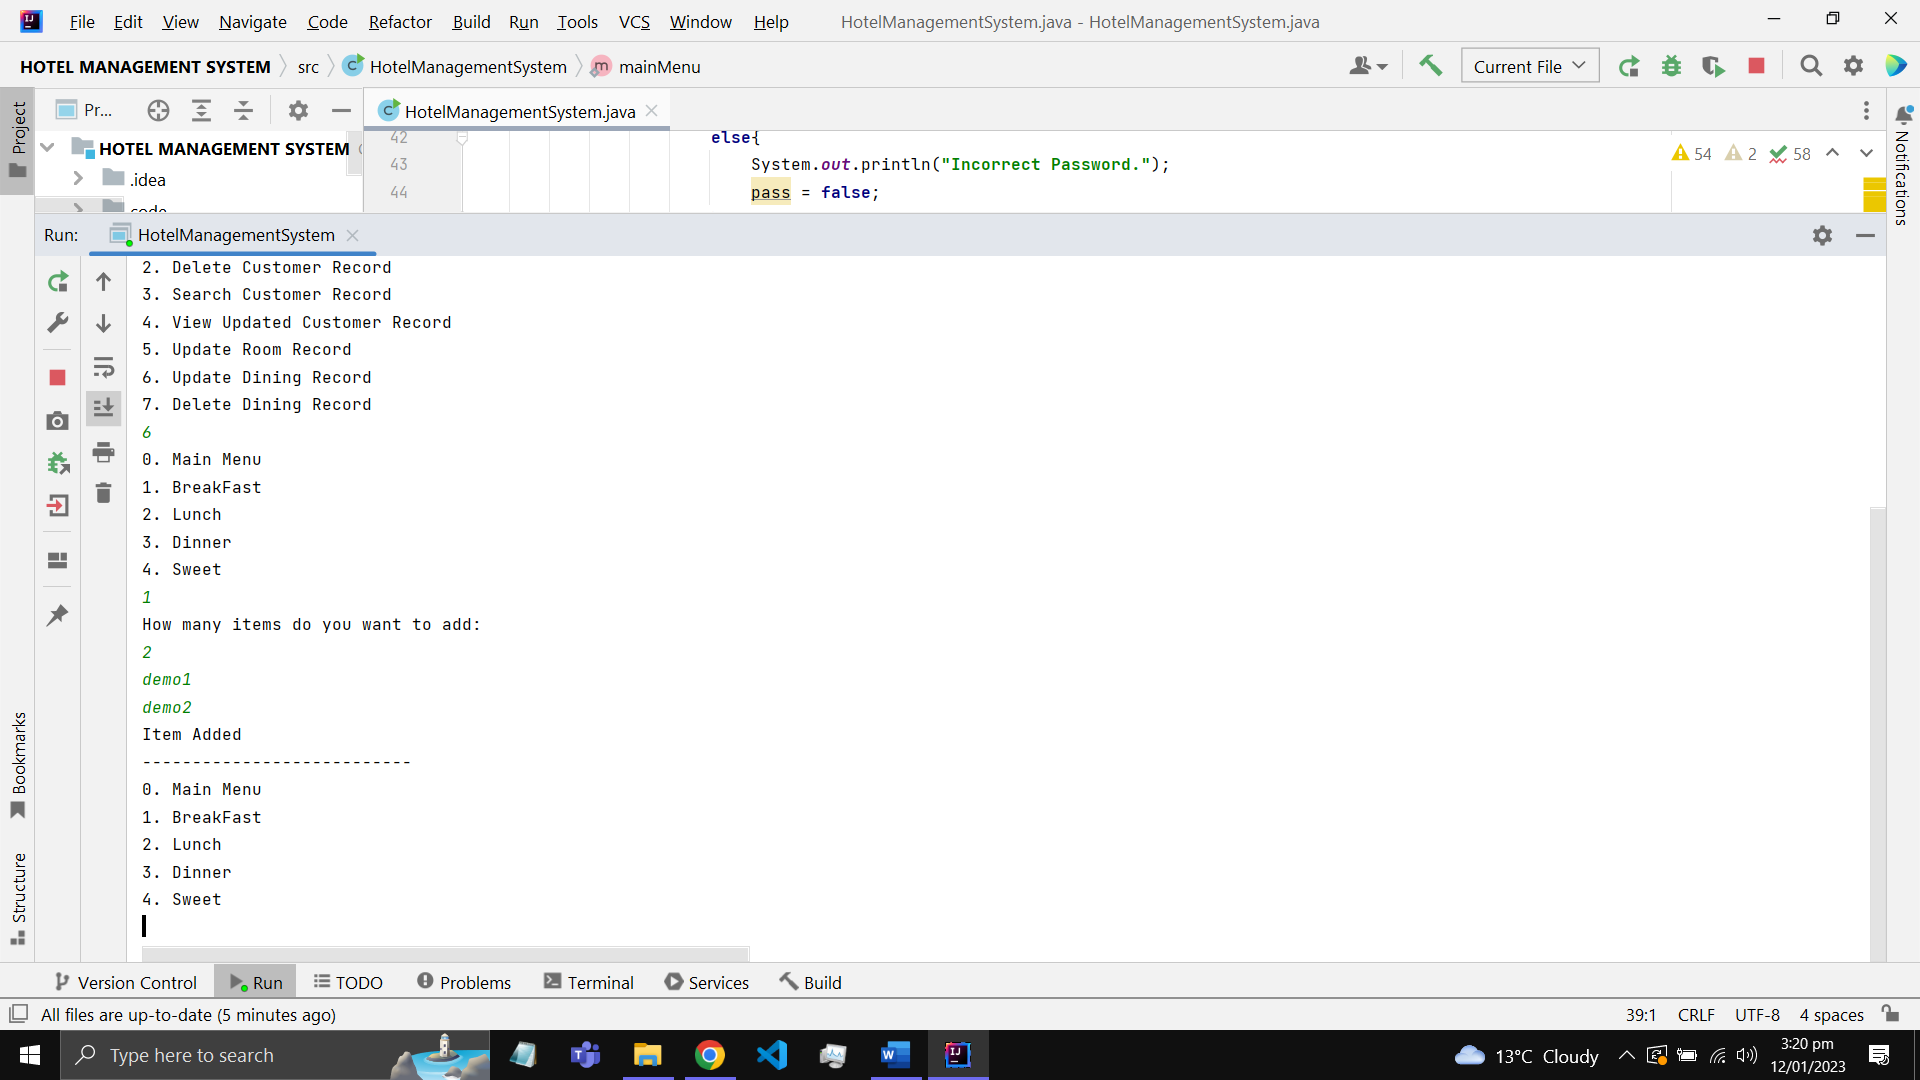 File Edit View Navigate Code Refactor Build Run Tools VCS Window Help HotelManagementSystem.java - HotelManagementSystem.java
HOTEL MANAGEMENT SYSTEM src HotelManagementSystem mainMenu Current File
Project
Pr...
HotelManagementSystem.java
HOTEL MANAGEMENT SYSTEM
.idea
code
42 else{
43 System.out.println("Incorrect Password.");
44 pass = false;
54 2 58
Notifications
Run: HotelManagementSystem
2. Delete Customer Record
3. Search Customer Record
4. View Updated Customer Record
5. Update Room Record
6. Update Dining Record
7. Delete Dining Record
6
0. Main Menu
1. BreakFast
2. Lunch
3. Dinner
4. Sweet
1
How many items do you want to add:
2
demo1
demo2
Item Added
---------------------------
0. Main Menu
1. BreakFast
2. Lunch
3. Dinner
4. Sweet
Bookmarks
Structure
Version Control Run TODO Problems Terminal Services Build
All files are up-to-date (5 minutes ago) 39:1 CRLF UTF-8 4 spaces
Type here to search 13°C Cloudy 3:20 pm
12/01/2023